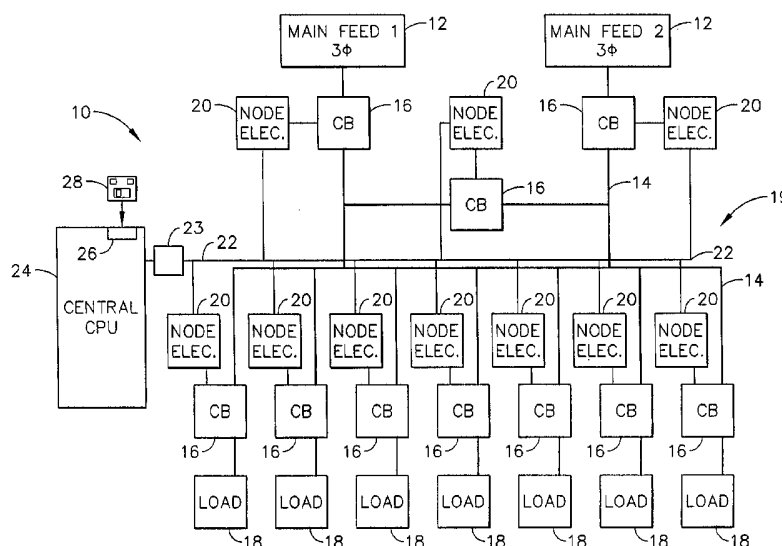 MAIN FEED 1
3Φ
12
MAIN FEED 2
3Φ
12
10
20
NODE
ELEC.
CB
16
20
NODE
ELEC.
16
CB
20
NODE
ELEC.
28
CB
16
14
19
26
23
22
22
24
CENTRAL
CPU
14
20
NODE
ELEC.
20
NODE
ELEC.
20
NODE
ELEC.
20
NODE
ELEC.
20
NODE
ELEC.
20
NODE
ELEC.
20
NODE
ELEC.
CB
CB
CB
CB
CB
CB
CB
16
16
16
16
16
16
16
LOAD
LOAD
LOAD
LOAD
LOAD
LOAD
LOAD
18
18
18
18
18
18
18